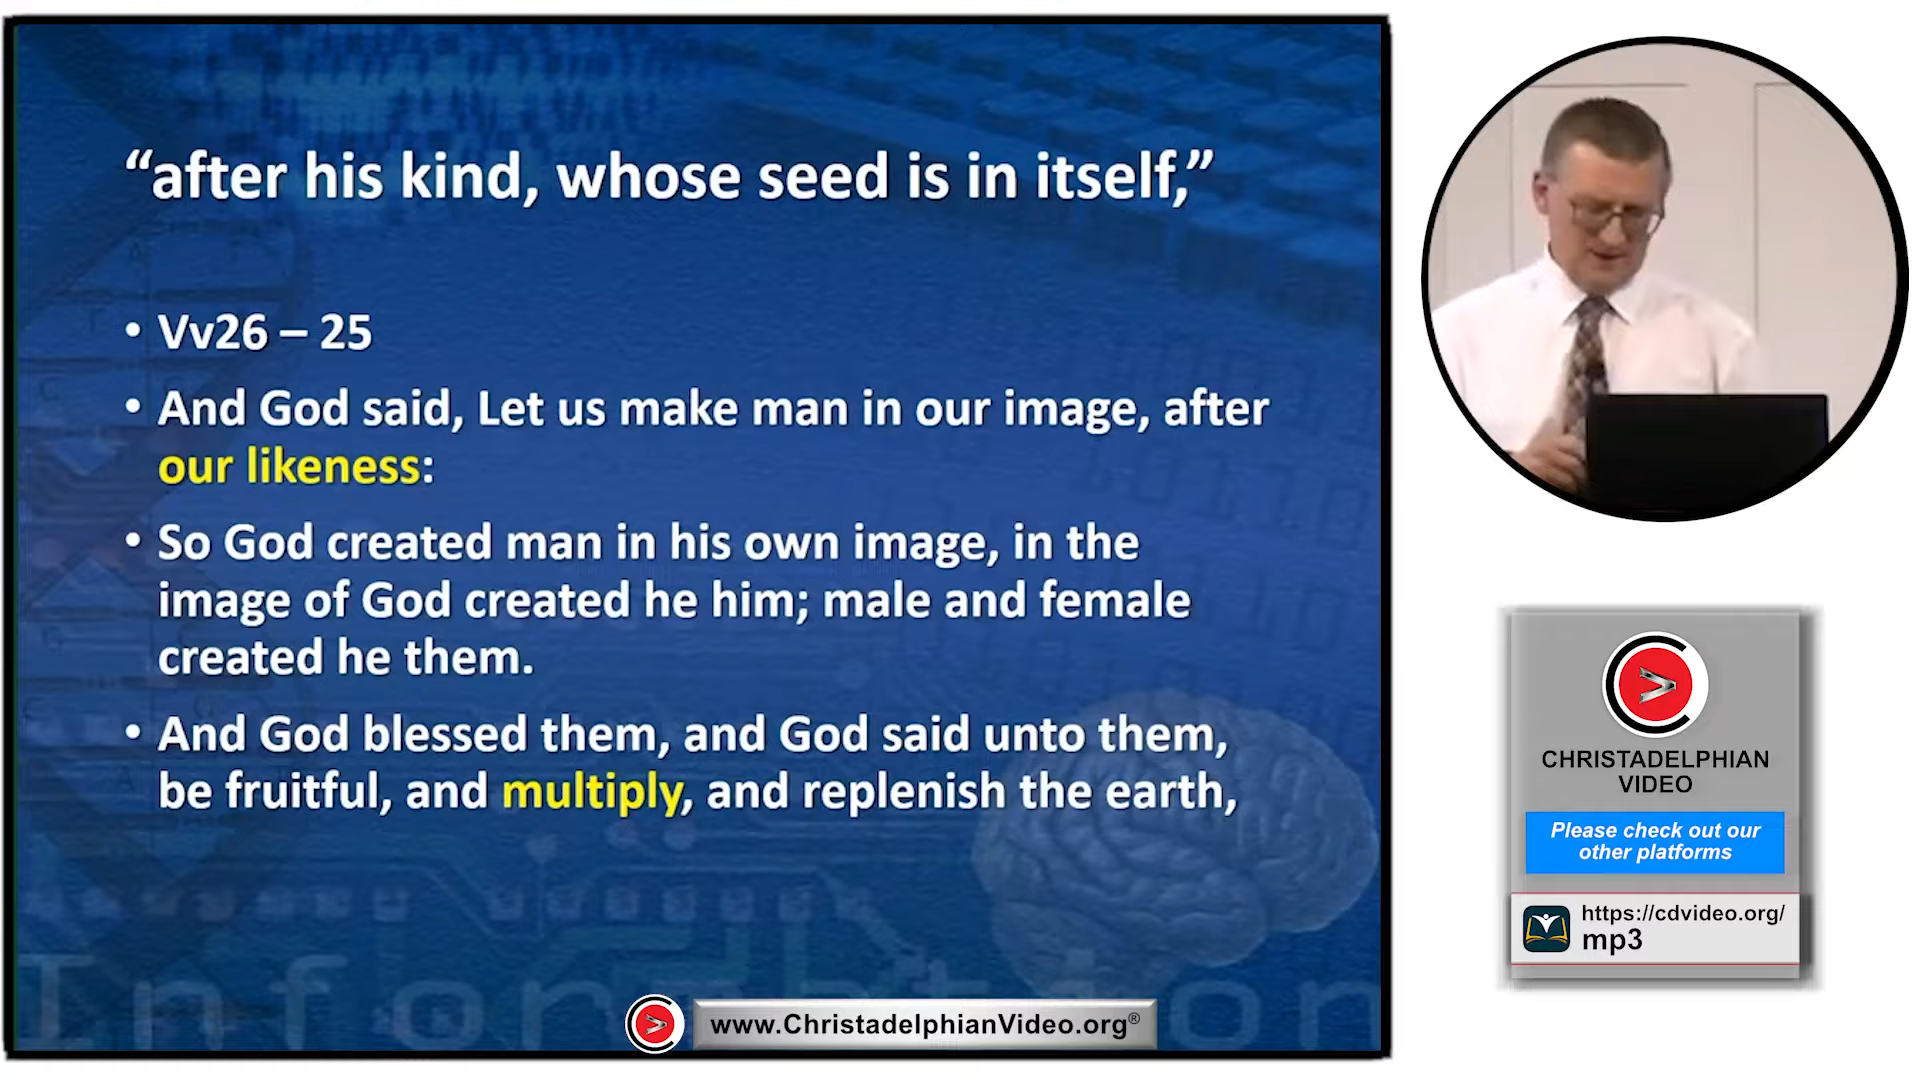 “after his kind, whose seed is in itself,”
• Vv26 – 25
• And God said, Let us make man in our image, after
our likeness:
• So God created man in his own image, in the
image of God created he him; male and female
created he them.
• And God blessed them, and God said unto them,
be fruitful, and multiply, and replenish the earth,
Information
www.ChristadelphianVideo.org®
CHRISTADELPHIAN
VIDEO
Please check out our
other platforms
https://cdvideo.org/
mp3